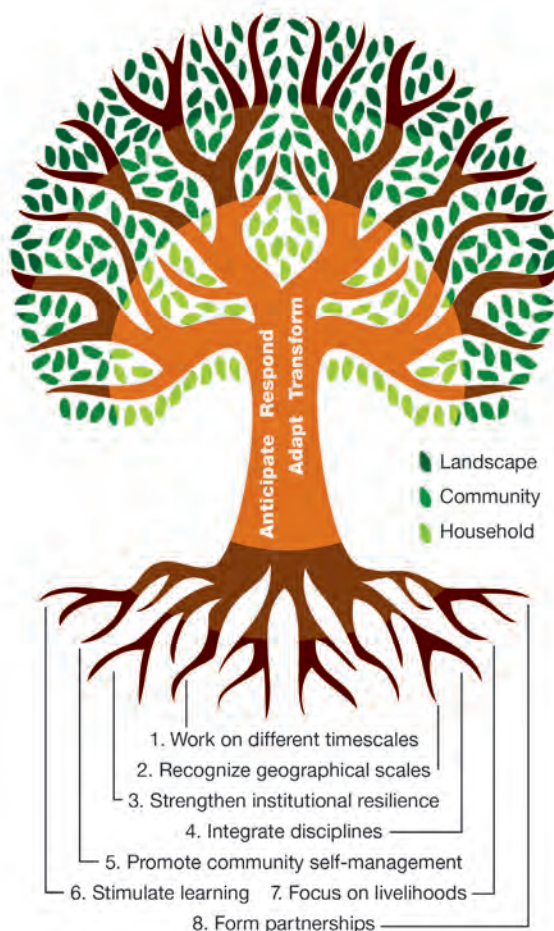 Anticipate Respond
Adapt Transform
Landscape
Community
Household
1. Work on different timescales
2. Recognize geographical scales
3. Strengthen institutional resilience
4. Integrate disciplines
5. Promote community self-management
6. Stimulate learning 7. Focus on livelihoods
8. Form partnerships